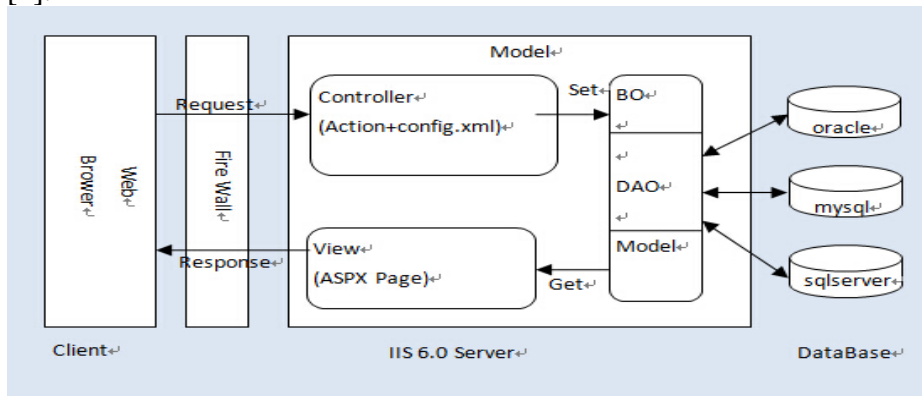 Model↵
Request↵
Controller↵
(Action+config.xml)↵
Set↵
BO↵
↵
↵
DAO↵
↵
Model↵
oracle↵
mysql↵
sqlserver↵
Web↵
Brower↵
Fire Wall↵
Response↵
View↵
(ASPX Page)↵
Get↵
Client↵
IIS 6.0 Server↵
DataBase↵